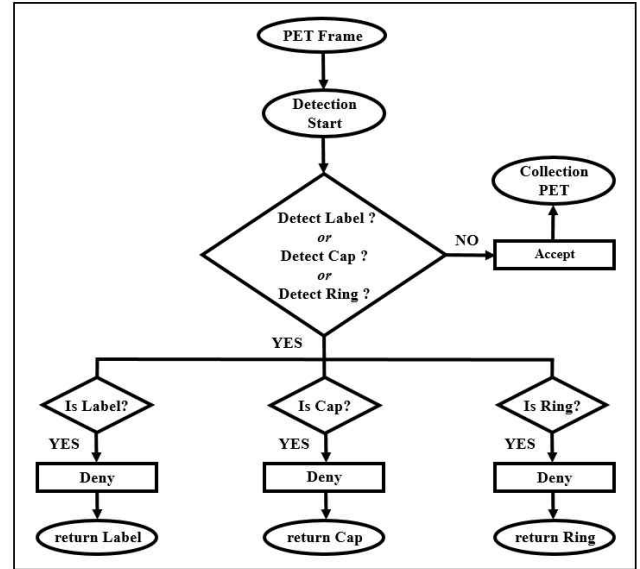 PET Frame
Detection
Start
Collection
PET
Detect Label ?
or
Detect Cap ?
or
Detect Ring ?
NO
Accept
YES
Is Label?
Is Cap?
Is Ring?
YES
YES
YES
Deny
Deny
Deny
return Label
return Cap
return Ring